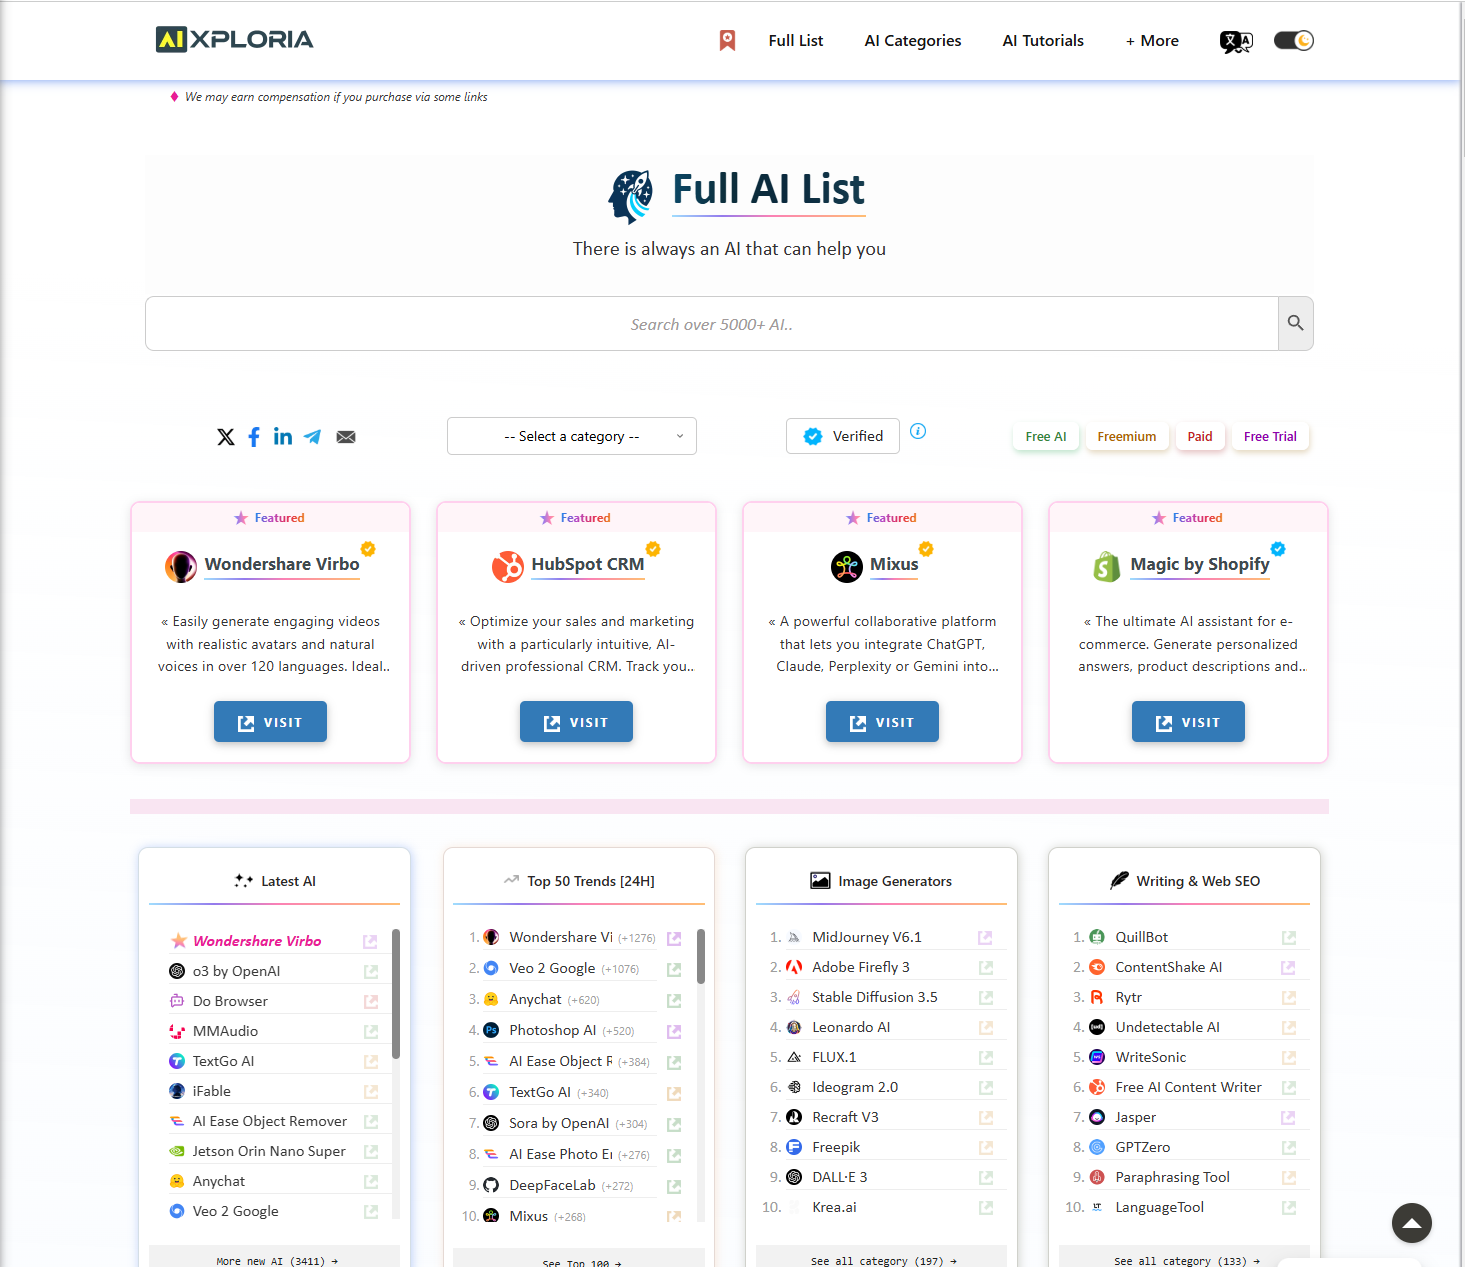 AIXPLORIA
Full List
AI Categories
AI Tutorials
+ More
We may earn compensation if you purchase via some links
Full AI List
There is always an AI that can help you
Search over 5000+ AI..
-- Select a category --
Verified
Free AI
Freemium
Paid
Free Trial
Featured
Wondershare Virbo
« Easily generate engaging videos
with realistic avatars and natural
voices in over 120 languages. Ideal..
VISIT
Featured
HubSpot CRM
« Optimize your sales and marketing
with a particularly intuitive, AI-
driven professional CRM. Track you..
VISIT
Featured
Mixus
« A powerful collaborative platform
that lets you integrate ChatGPT,
Claude, Perplexity or Gemini into...
VISIT
Featured
Magic by Shopify
« The ultimate AI assistant for e-
commerce. Generate personalized
answers, product descriptions and..
VISIT
Latest AI
Wondershare Virbo
o3 by OpenAI
Do Browser
MMAudio
TextGo AI
iFable
AI Ease Object Remover
Jetson Orin Nano Super
Anychat
Veo 2 Google
More new AI (3411) →
Top 50 Trends [24H]
1. Wondershare Vi (+1276)
2. Veo 2 Google (+1076)
3. Anychat (+620)
4. Photoshop AI (+520)
5. AI Ease Object R (+384)
6. TextGo AI (+340)
7. Sora by OpenAI (+304)
8. AI Ease Photo Er (+276)
9. DeepFaceLab (+272)
10. Mixus (+268)
See Top 100 →
Image Generators
1. MidJourney V6.1
2. Adobe Firefly 3
3. Stable Diffusion 3.5
4. Leonardo AI
5. FLUX.1
6. Ideogram 2.0
7. Recraft V3
8. Freepik
9. DALL·E 3
10. Krea.ai
See all category (197) →
Writing & Web SEO
1. QuillBot
2. ContentShake AI
3. Rytr
4. Undetectable AI
5. WriteSonic
6. Free AI Content Writer
7. Jasper
8. GPTZero
9. Paraphrasing Tool
10. LanguageTool
See all category (133) →